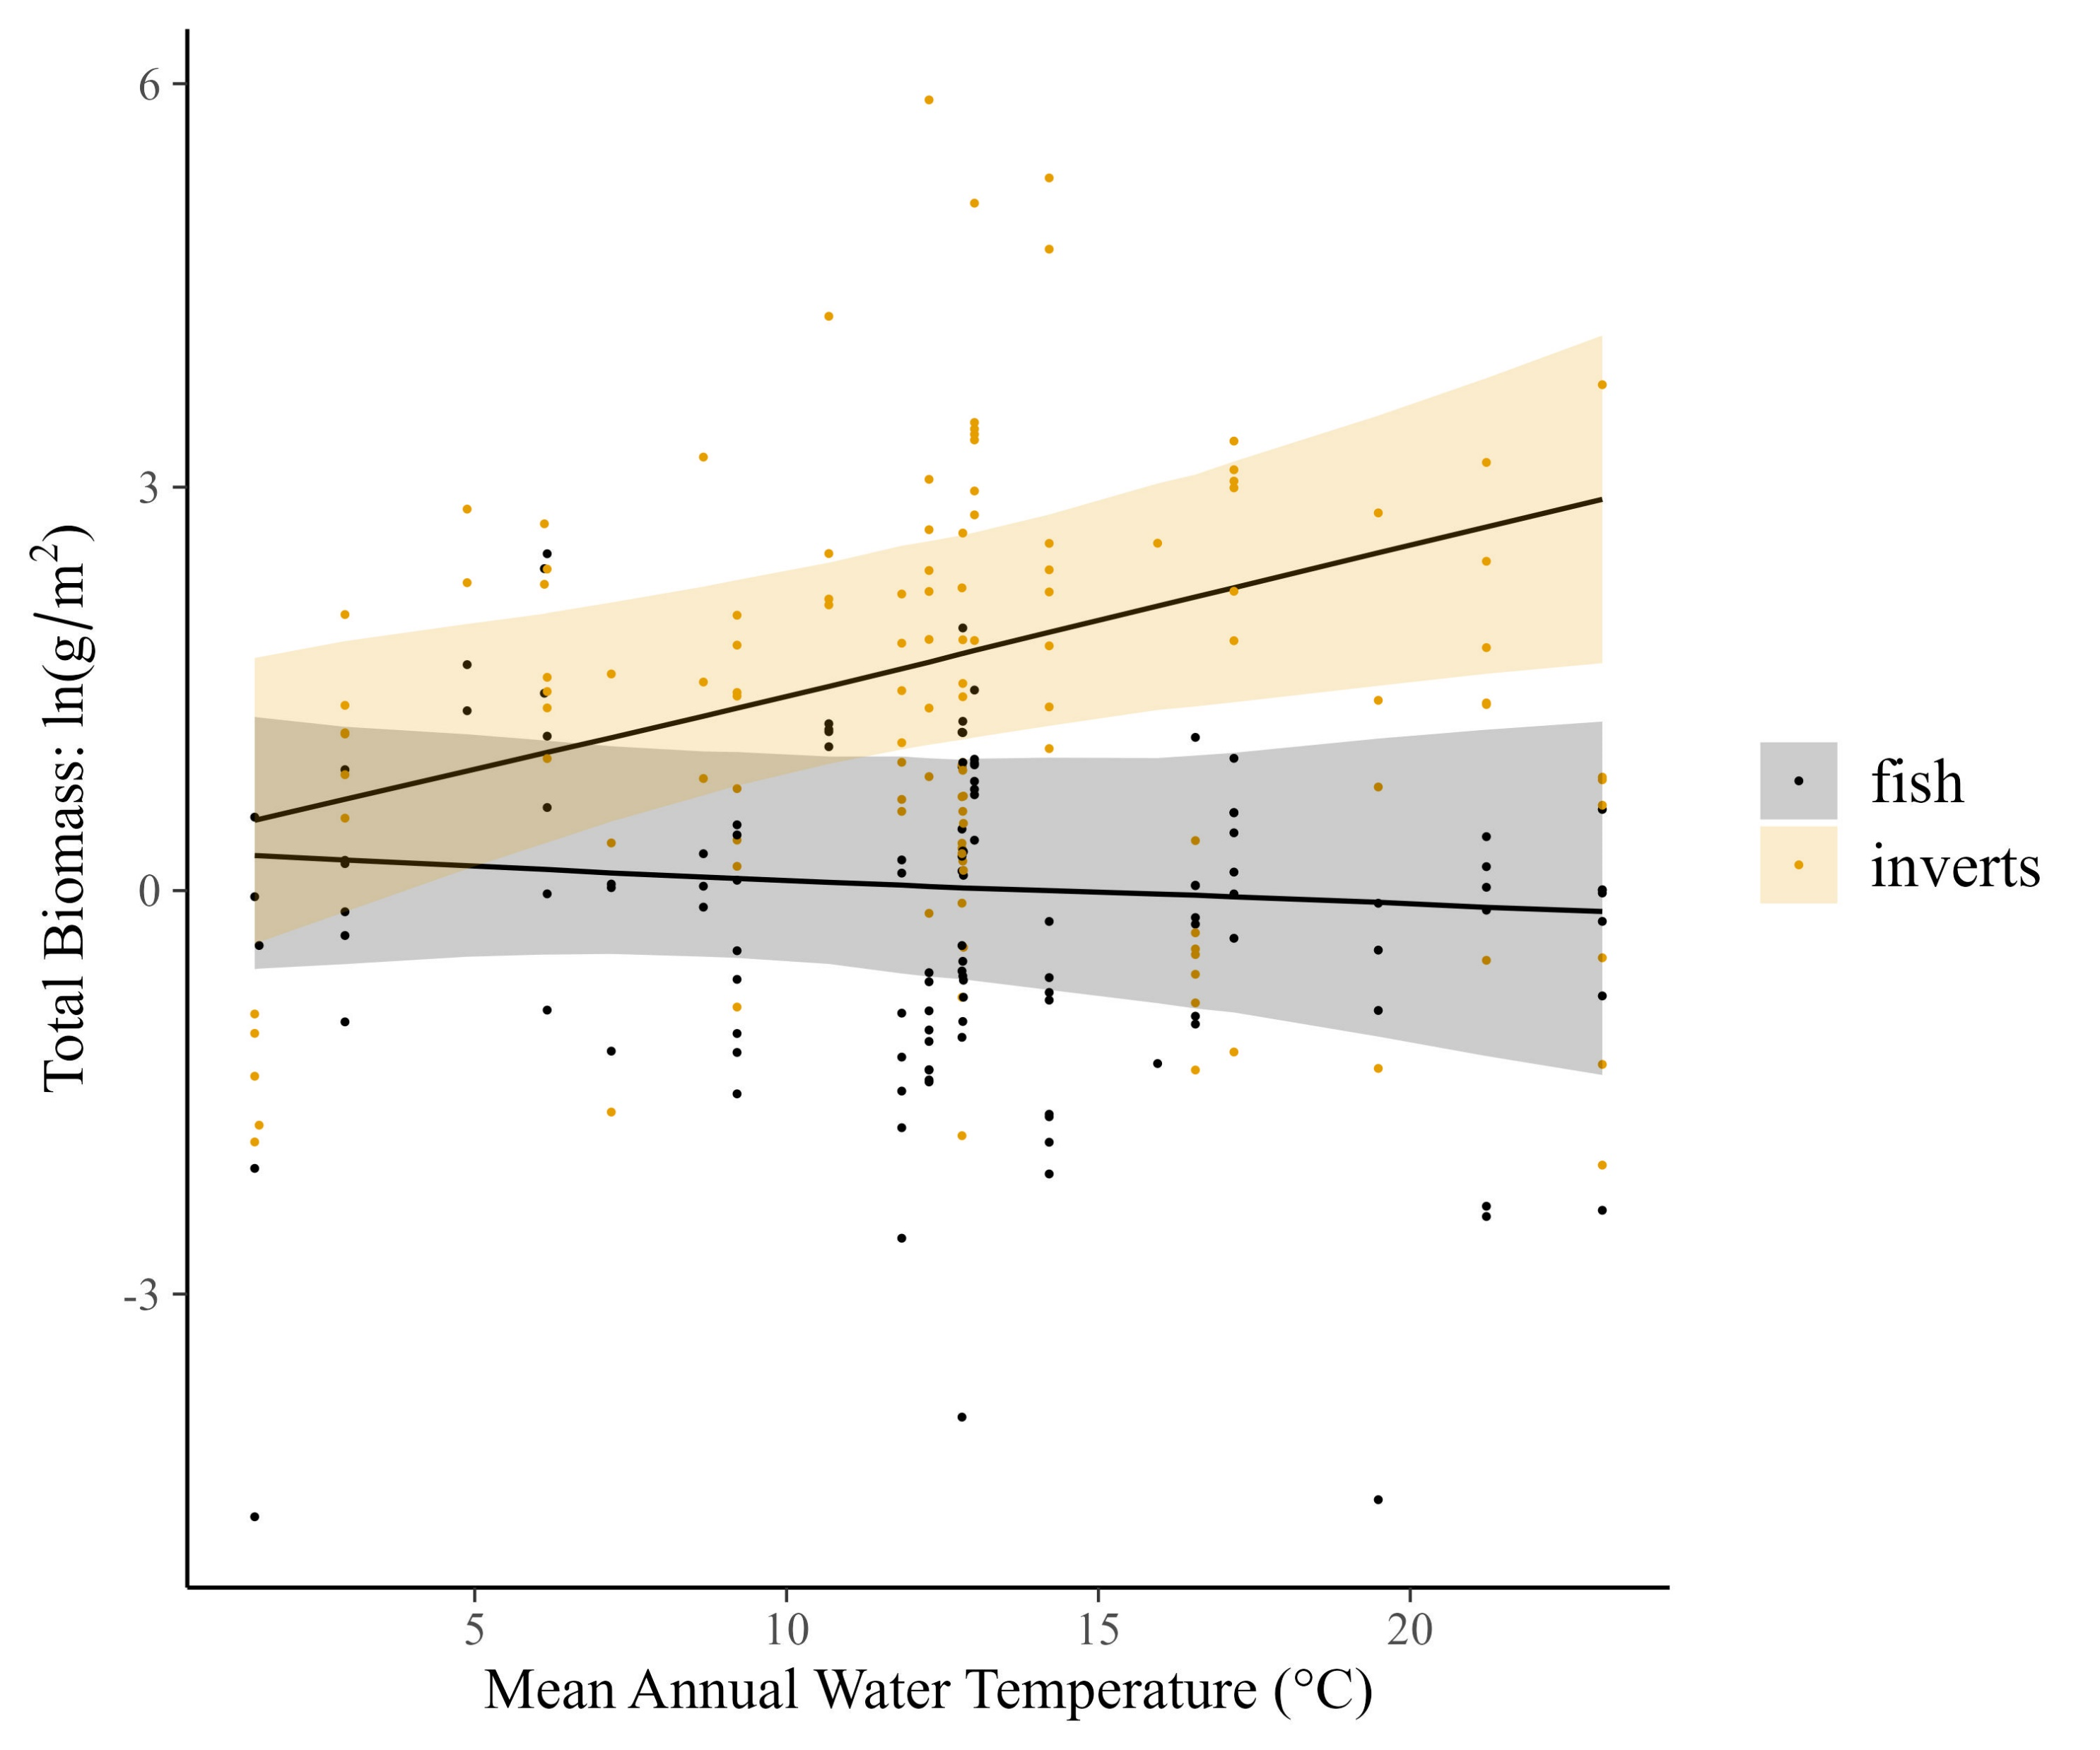 Total Biomass: ln(g/m²)
6
3
0
-3
5 10 15 20
Mean Annual Water Temperature (°C)
fish
inverts